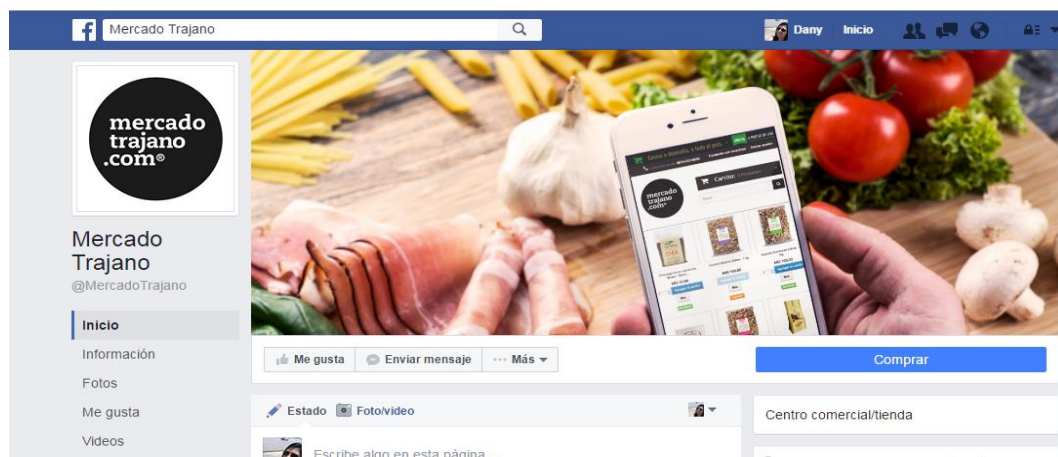 Mercado Trajano
Dany Inicio
mercado
trajano
.com®
Mercado
Trajano
@MercadoTrajano
Inicio
Información
Fotos
Me gusta
Videos
mercado
trajano
.com®
Carrito:
Me gusta Enviar mensaje Más
Comprar
Estado Foto/video
Escribe algo en esta página
Centro comercial/tienda